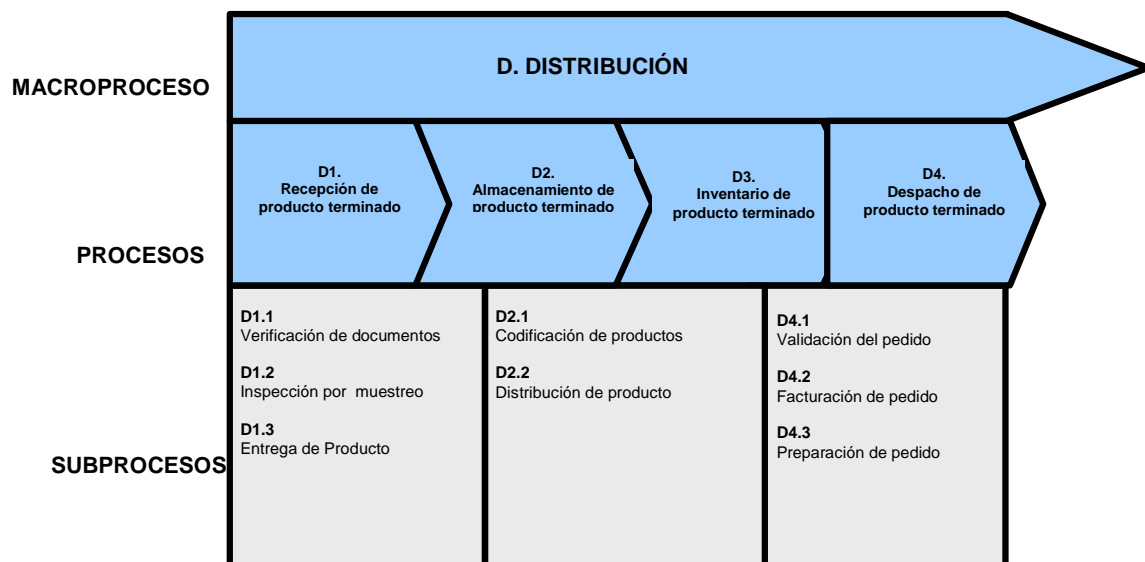 D. DISTRIBUCIÓN
MACROPROCESO
D1.
Recepción de
producto terminado
D2.
Almacenamiento de
producto terminado
D3.
Inventario de
producto terminado
D4.
Despacho de
producto terminado
PROCESOS
D1.1
Verificación de documentos
D1.2
Inspección por muestreo
D1.3
Entrega de Producto
D2.1
Codificación de productos
D2.2
Distribución de producto
D4.1
Validación del pedido
D4.2
Facturación de pedido
D4.3
Preparación de pedido
SUBPROCESOS